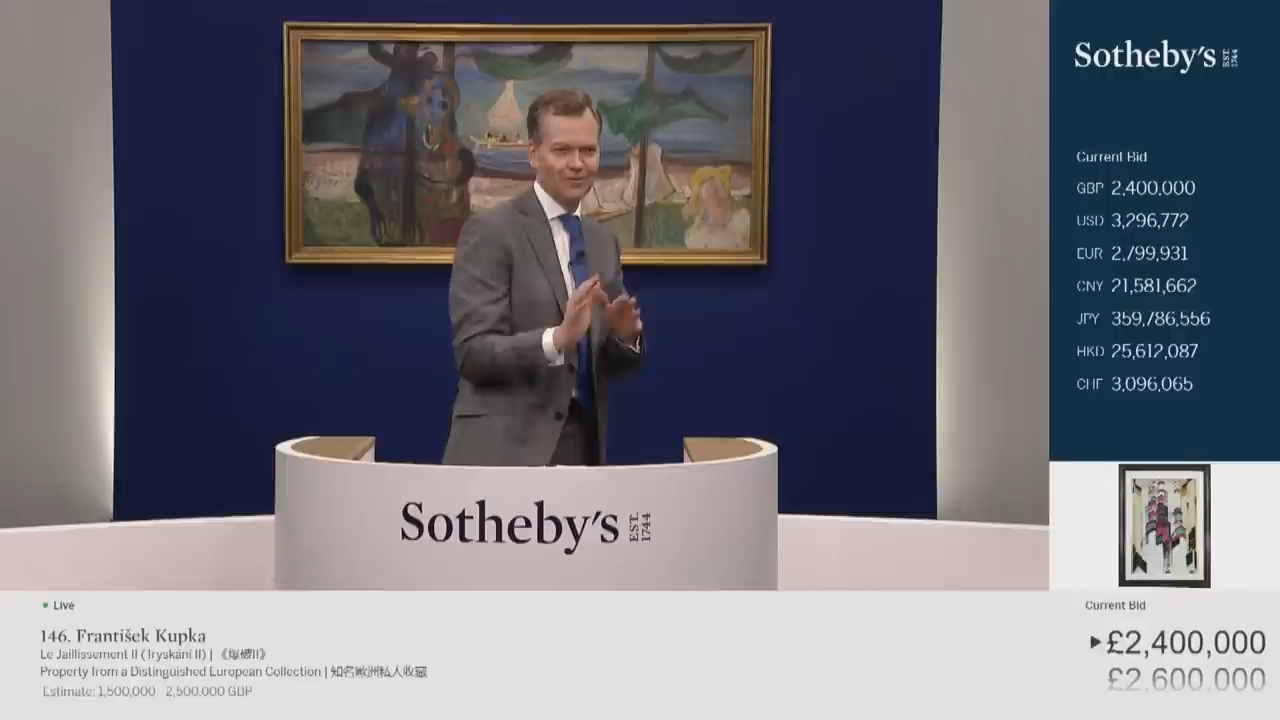 Sotheby's EST. 1744
Current Bid
GBP 2,400,000
USD 3,296,772
EUR 2,799,931
CNY 21,581,662
JPY 359,786,556
HKD 25,612,087
CHF 3,096,065
Sotheby's EST. 1744
Live
146. František Kupka
Le Jaillissement II (Tryskání II) | 《爆破II》
Property from a Distinguished European Collection | 知名歐洲私人收藏
Estimate: 1,500,000 - 2,500,000 GBP
Current Bid
£2,400,000
£2,600,000